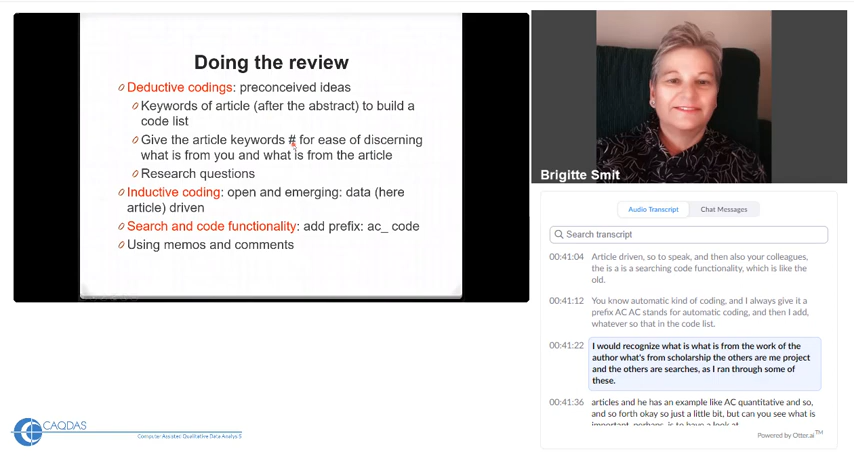 Doing the review
Deductive codings: preconceived ideas
Keywords of article (after the abstract) to build a
code list
Give the article keywords # for ease of discerning
what is from you and what is from the article
Research questions
Inductive coding: open and emerging: data (here
article) driven
Search and code functionality: add prefix: ac_ code
Using memos and comments
Brigitte Smit
Audio Transcript
Chat Messages
Search transcript
00:41:04
Article driven, so to speak, and then also your colleagues,
the is a is a searching code functionality, which is like the
old.
00:41:12
You know automatic kind of coding, and I always give it a
prefix AC AC stands for automatic coding, and then I add,
whatever so that in the code list.
00:41:22
I would recognize what is what is from the work of the
author what's from scholarship the others are me project
and the others are searches, as I ran through some of
these.
00:41:36
articles and he has an example like AC quantitative and so,
and so forth okay so just a little bit, but can you see what is
important, perhaps, is to have a look at
Powered by Otter.ai™
CAQDAS
Computer Assisted Qualitative Data Analysis